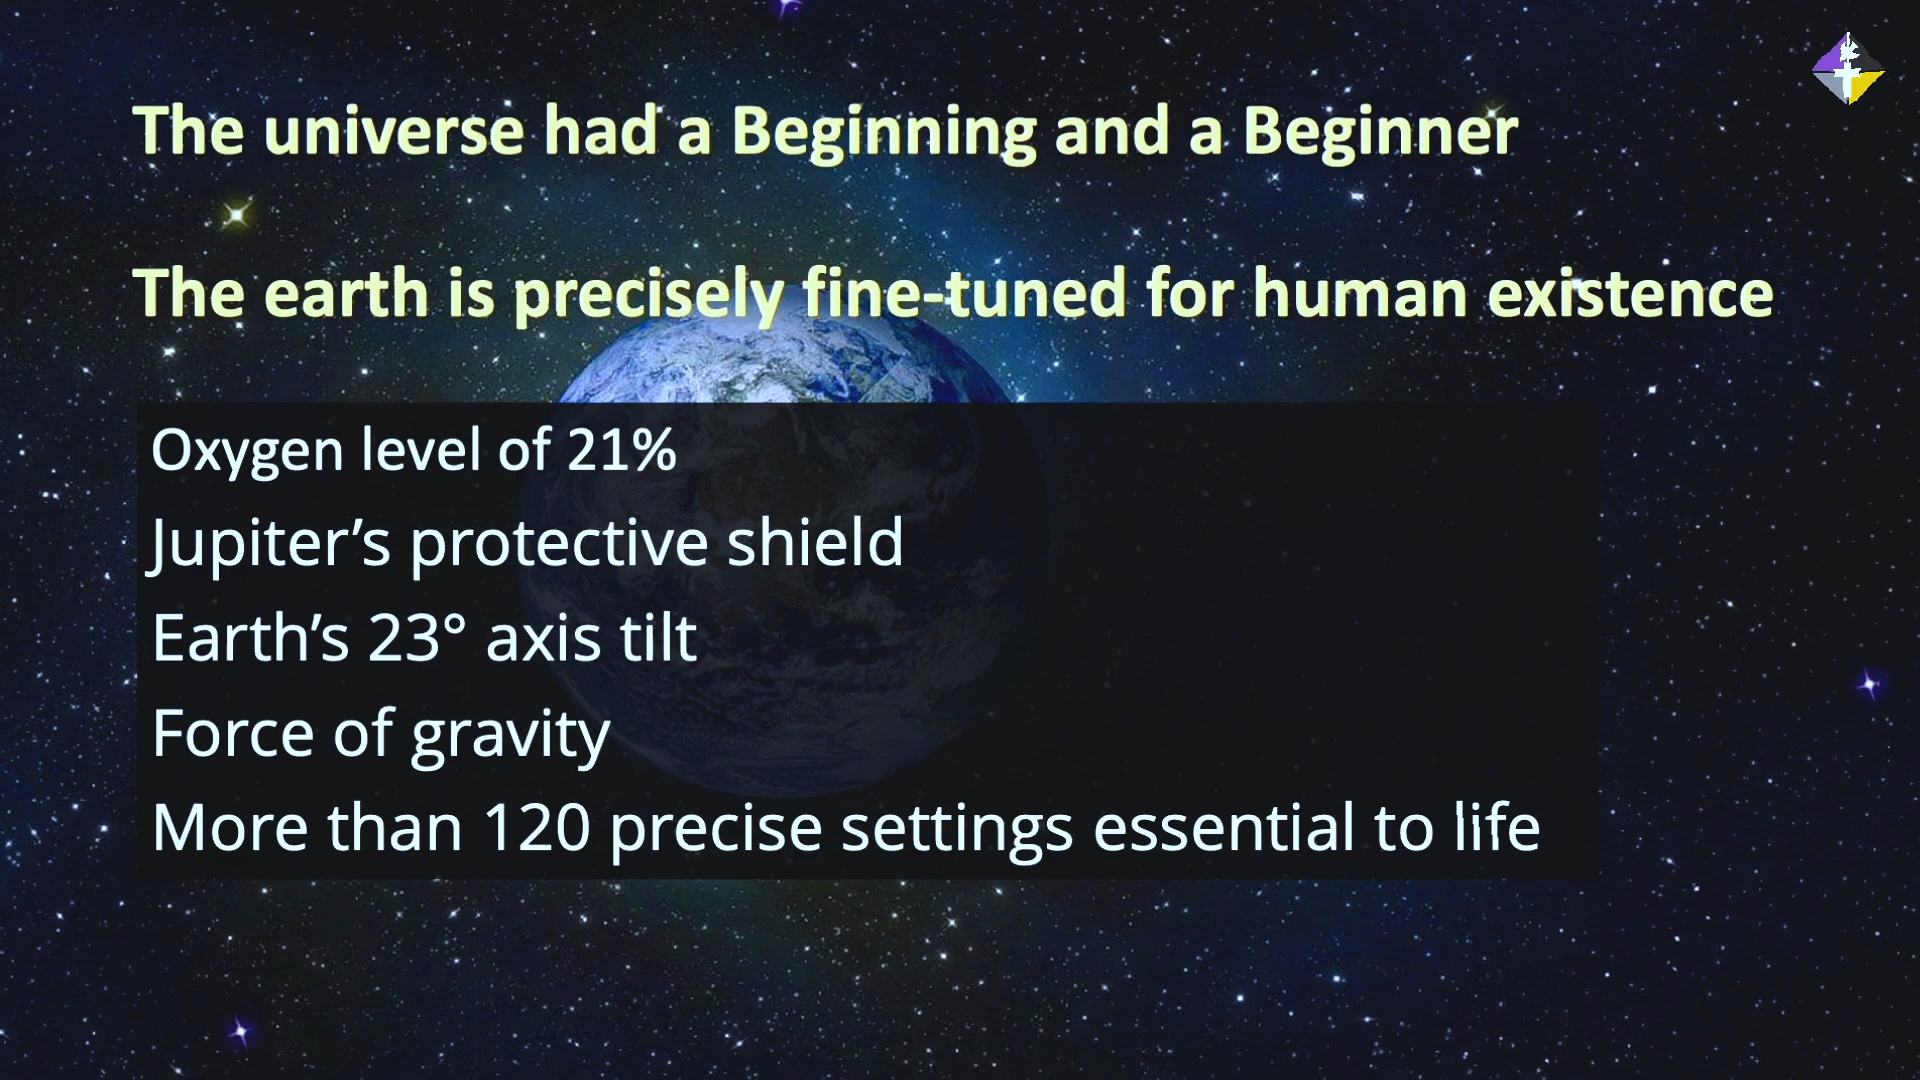 The universe had a Beginning and a Beginner
The earth is precisely fine-tuned for human existence
Oxygen level of 21%
Jupiter’s protective shield
Earth’s 23° axis tilt
Force of gravity
More than 120 precise settings essential to life